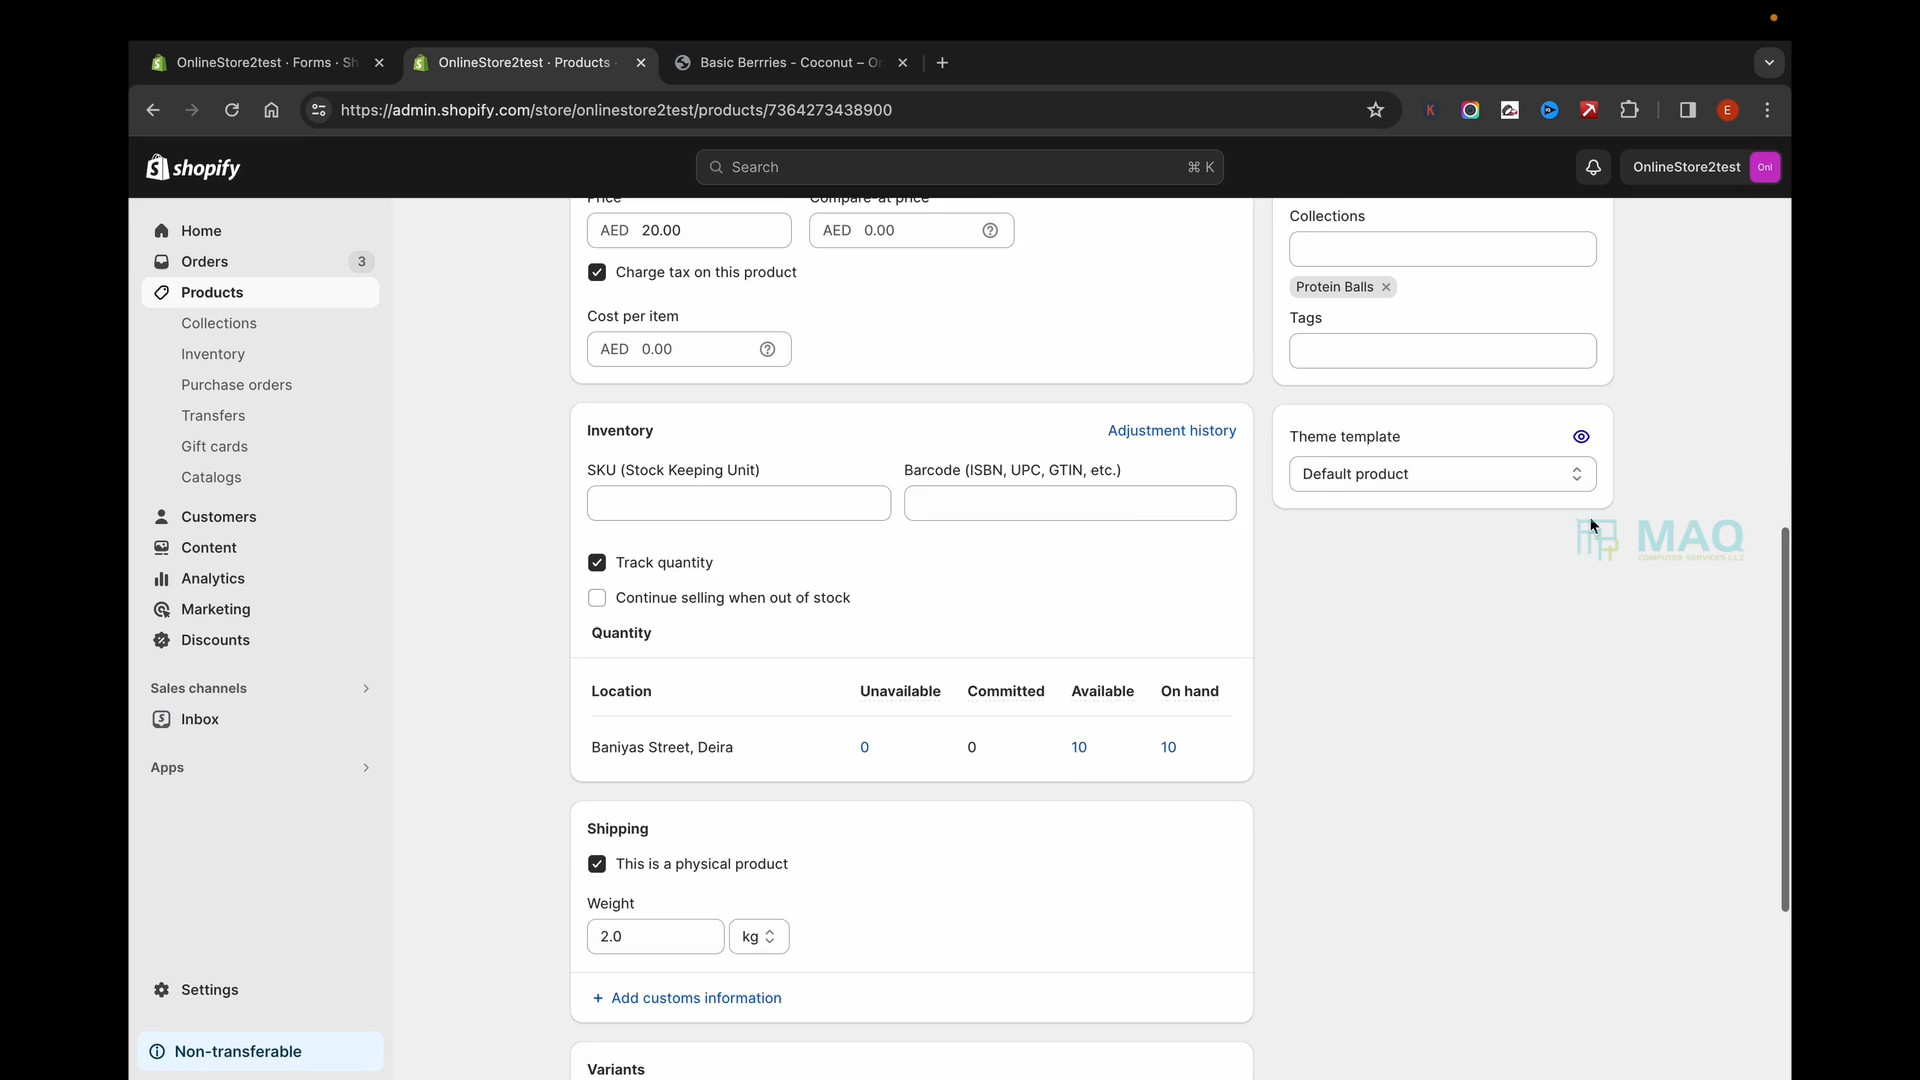 OnlineStore2test · Forms · Sh
OnlineStore2test · Products ·
Basic Berrries - Coconut – On
https://admin.shopify.com/store/onlinestore2test/products/7364273438900
K
E
shopify
Search
⌘ K
OnlineStore2test
Onl
Home
Orders
3
Products
Collections
Inventory
Purchase orders
Transfers
Gift cards
Catalogs
Customers
Content
Analytics
Marketing
Discounts
Sales channels
Inbox
Apps
Settings
Non-transferable
Price
Compare-at price
AED 20.00
AED 0.00
Charge tax on this product
Cost per item
AED 0.00
Inventory
Adjustment history
SKU (Stock Keeping Unit)
Barcode (ISBN, UPC, GTIN, etc.)
Track quantity
Continue selling when out of stock
Quantity
Location Unavailable Committed Available On hand
Baniyas Street, Deira 0 0 10 10
Shipping
This is a physical product
Weight
2.0
kg
+ Add customs information
Variants
Collections
Protein Balls
Tags
Theme template
Default product
MAQ
COMPUTER SERVICES LLC